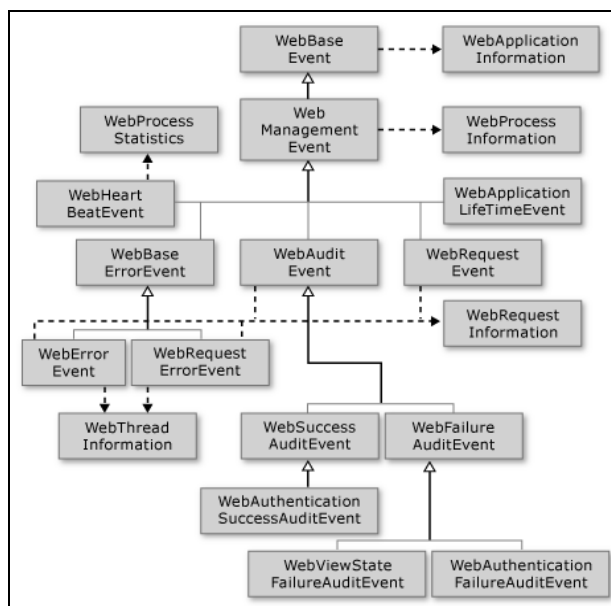 WebBase
Event
WebApplication
Information
Web
Management
Event
WebProcess
Information
WebProcess
Statistics
WebHeart
BeatEvent
WebApplication
LifeTimeEvent
WebBase
ErrorEvent
WebAudit
Event
WebRequest
Event
WebRequest
Information
WebError
Event
WebRequest
ErrorEvent
WebThread
Information
WebSuccess
AuditEvent
WebFailure
AuditEvent
WebAuthentication
SuccessAuditEvent
WebViewState
FailureAuditEvent
WebAuthentication
FailureAuditEvent